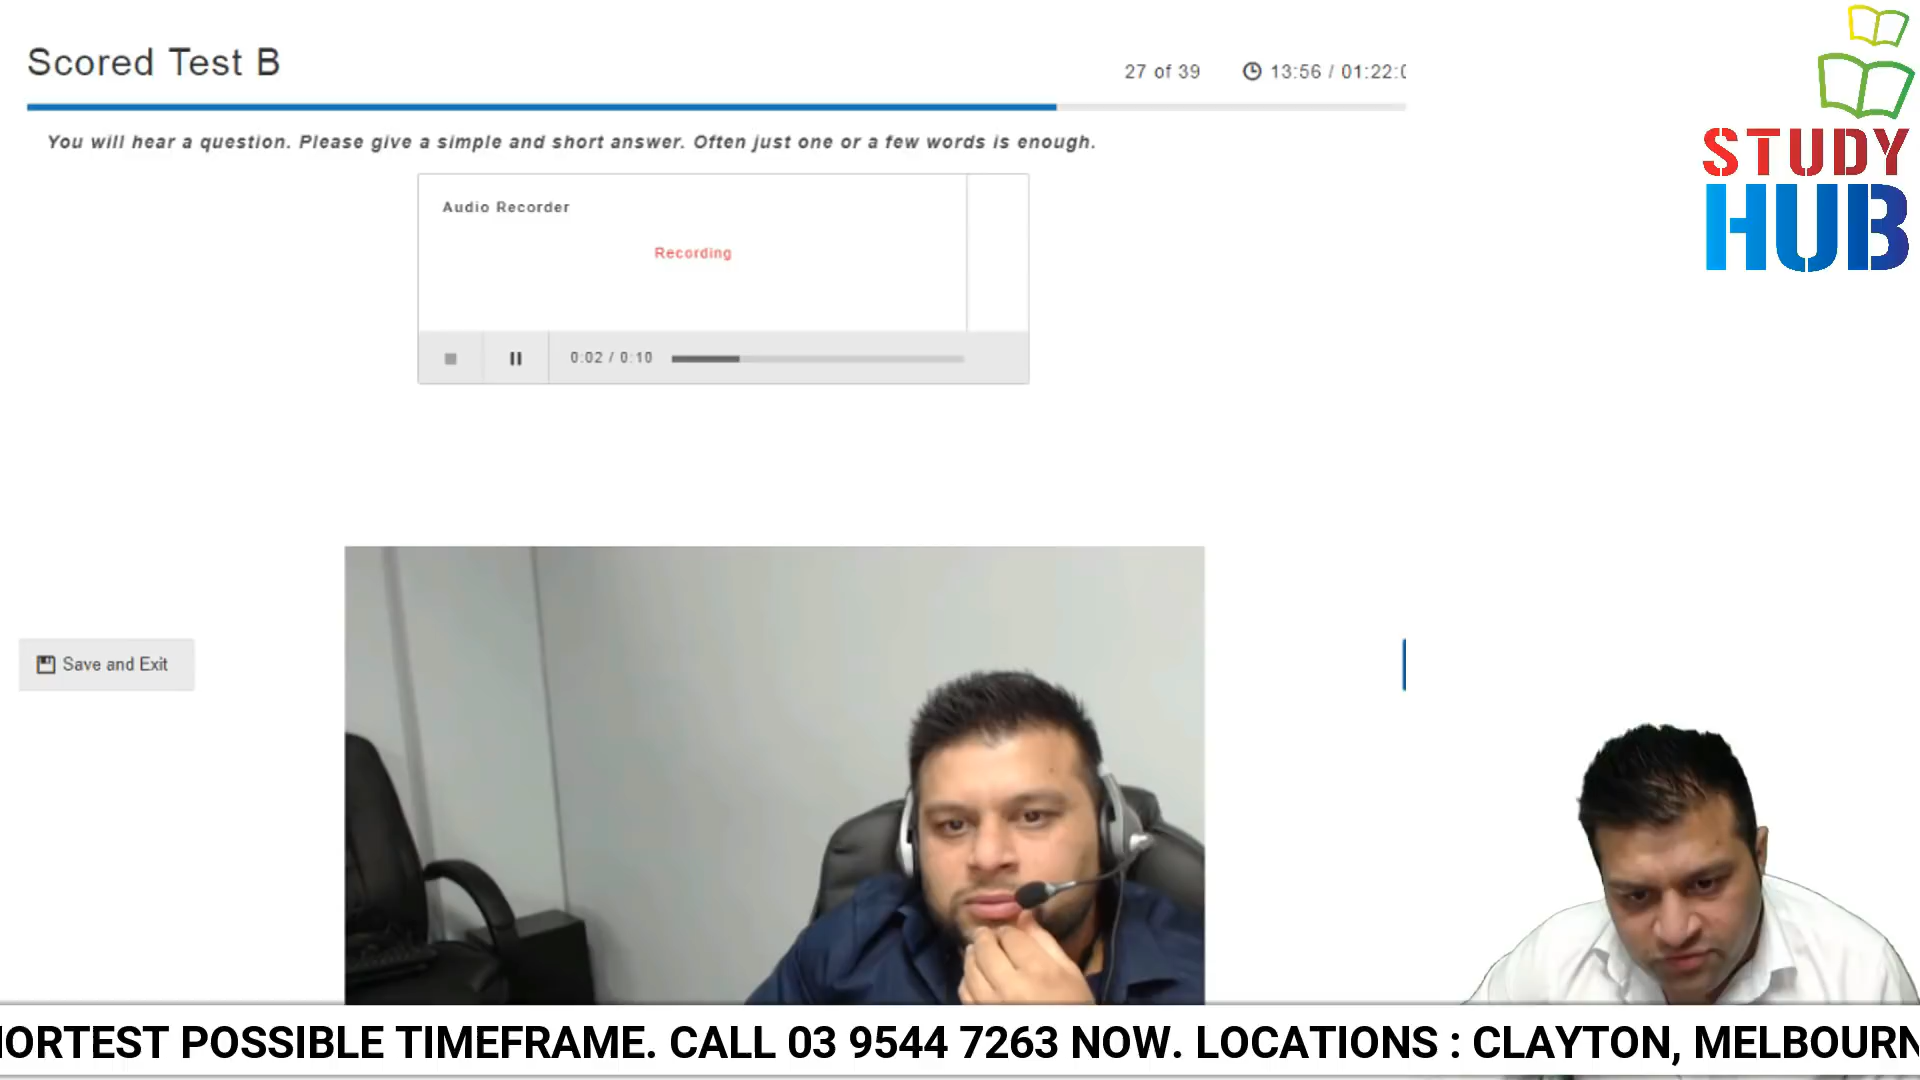 Scored Test B
27 of 39
13:56 / 01:22:0
You will hear a question. Please give a simple and short answer. Often just one or a few words is enough.
Audio Recorder
Recording
0:02 / 0:10
Save and Exit
STUDY
HUB
HORTEST POSSIBLE TIMEFRAME. CALL 03 9544 7263 NOW. LOCATIONS : CLAYTON, MELBOURN